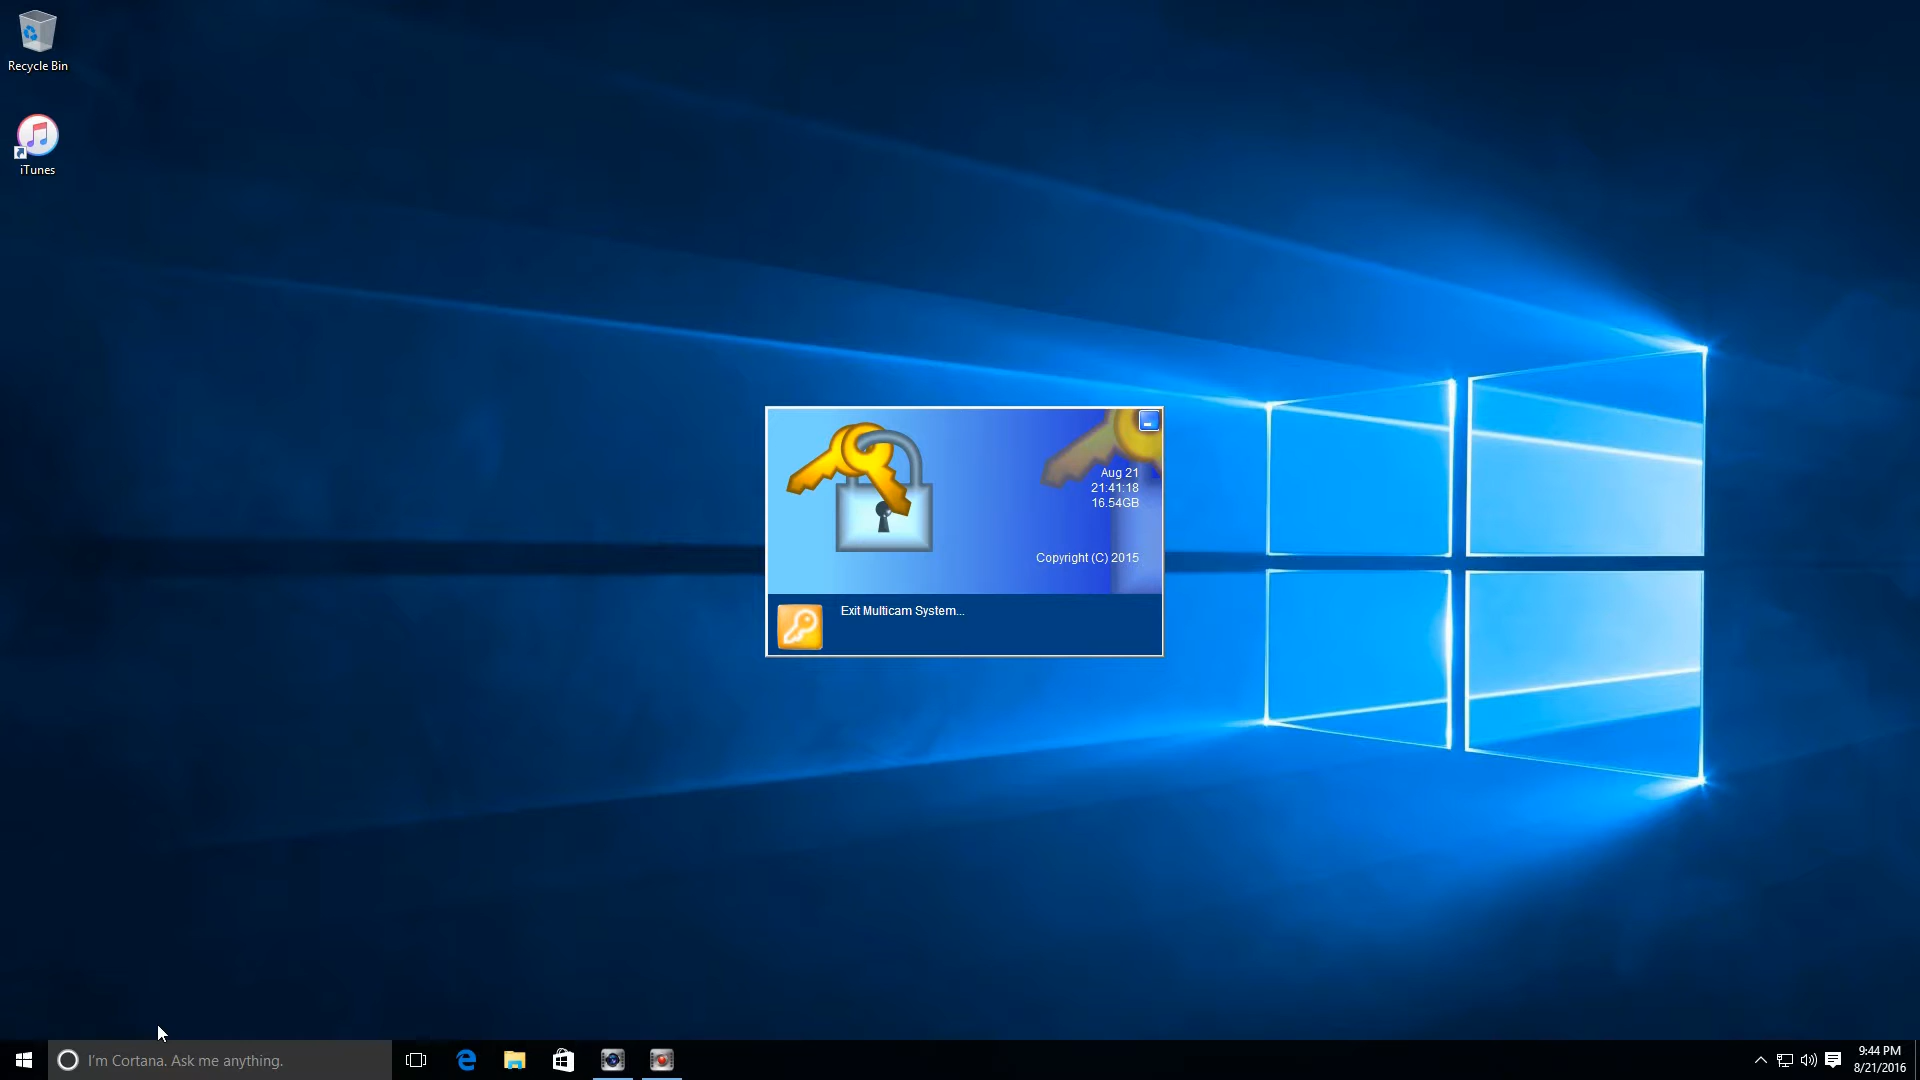 Recycle Bin
iTunes
Aug 21
21:41:18
16.54GB
Copyright (C) 2015
Exit Multicam System...
I'm Cortana. Ask me anything.
9:44 PM
8/21/2016